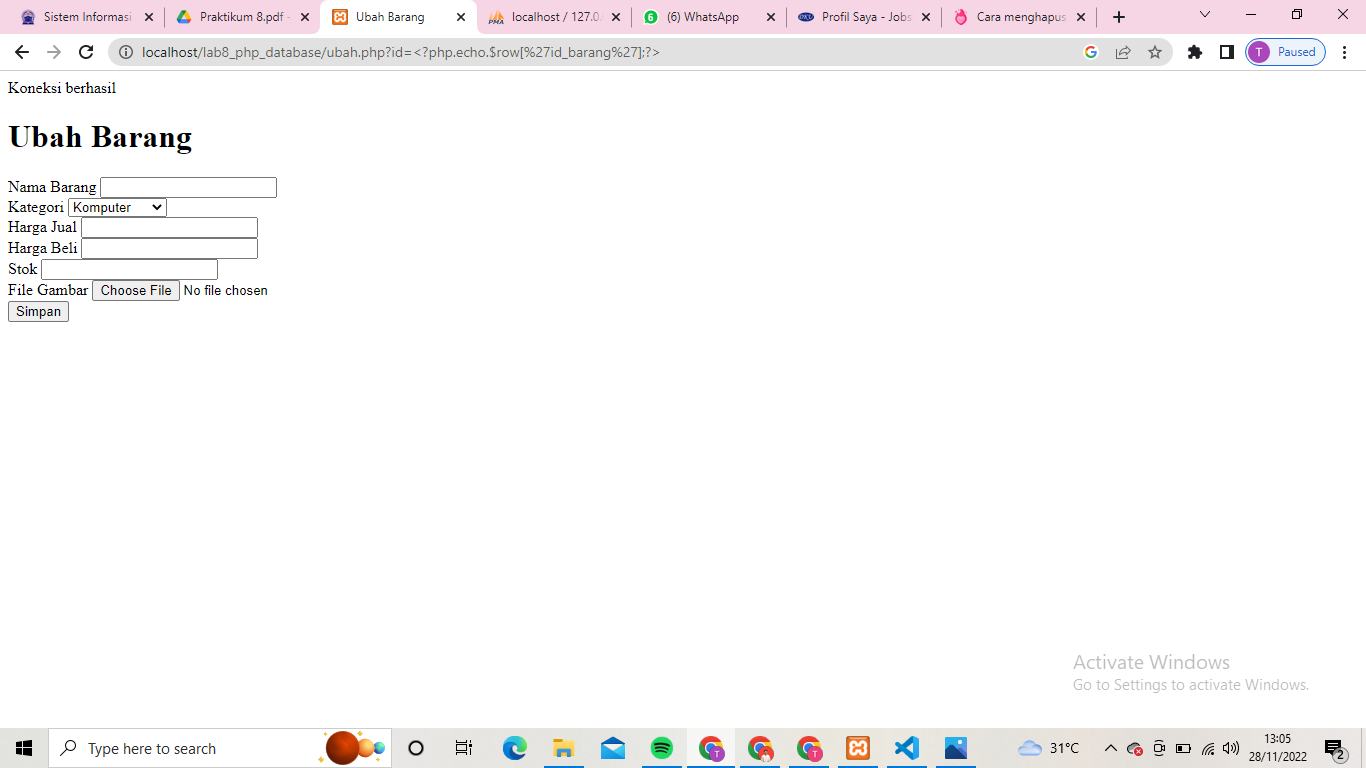 Sistem Informasi
Praktikum 8.pdf -
Ubah Barang
localhost / 127.0.
(6) WhatsApp
Profil Saya - Jobs
Cara menghapus
localhost/lab8_php_database/ubah.php?id=<?php.echo.$row[%27id_barang%27];?>
T Paused
Koneksi berhasil
Ubah Barang
Nama Barang
Kategori Komputer
Harga Jual
Harga Beli
Stok
File Gambar Choose File No file chosen
Simpan
Activate Windows
Go to Settings to activate Windows.
Type here to search
31°C
13:05
28/11/2022
2